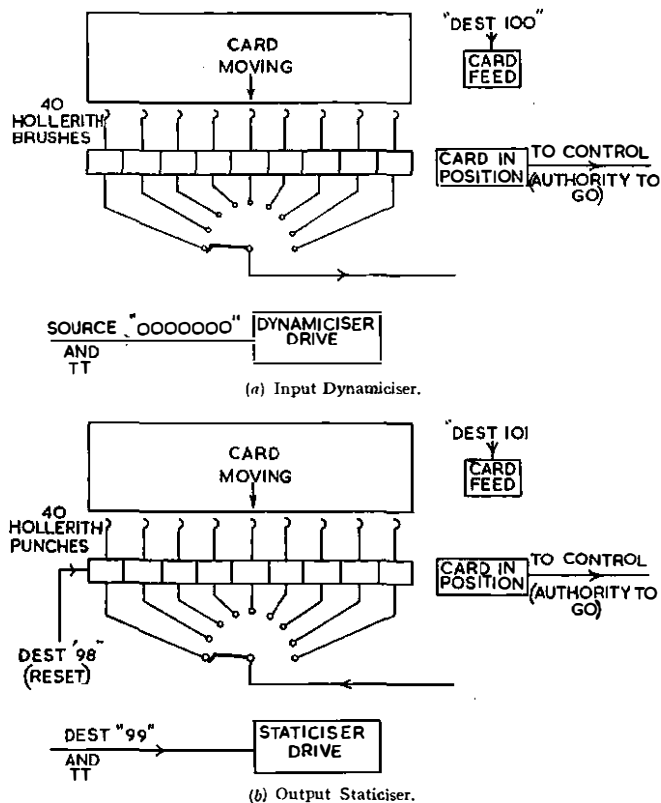 CARD
MOVING
"DEST 100"
CARD
FEED
40
HOLLERITH
BRUSHES
CARD IN
POSITION
TO CONTROL
(AUTHORITY TO
GO)
SOURCE "0000000"
AND
TT
DYNAMICISER
DRIVE
(a) Input Dynamiciser.
CARD
MOVING
"DEST 101
CARD
FEED
40
HOLLERITH
PUNCHES
CARD IN
POSITION
TO CONTROL
(AUTHORITY TO
GO)
DEST '98"
(RESET)
DEST "99"
AND
TT
STATICISER
DRIVE
(b) Output Staticiser.